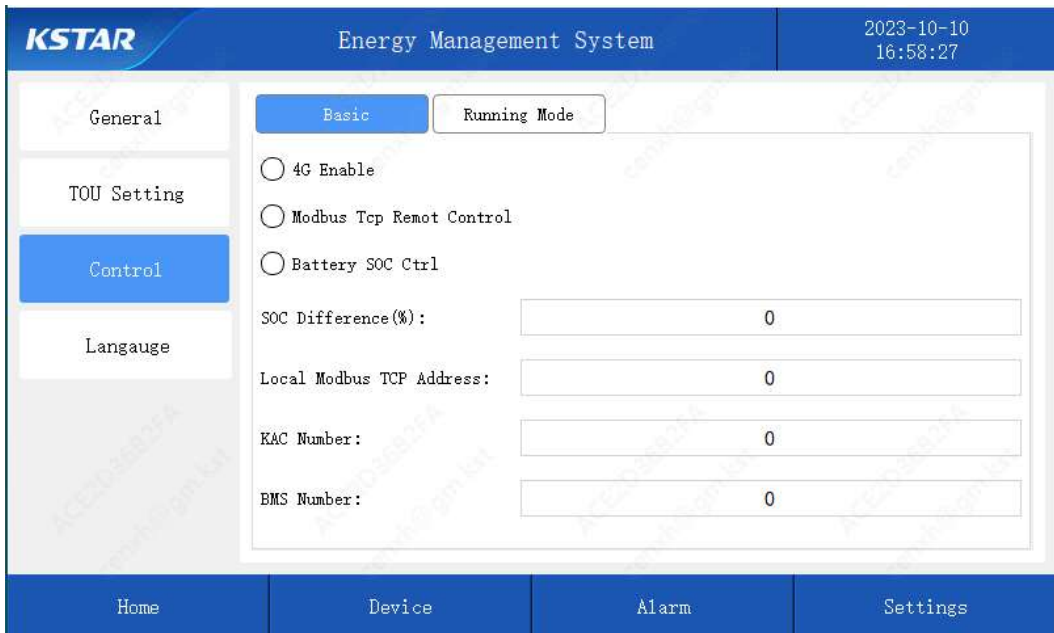 KSTAR
Energy Management System
2023-10-10
16:58:27
General
TOU Setting
Control
Langauge
Basic
Running Mode
4G Enable
Modbus Tcp Remot Control
Battery SOC Ctrl
SOC Difference(%):
0
Local Modbus TCP Address:
0
KAC Number:
0
BMS Number:
0
Home
Device
Alarm
Settings